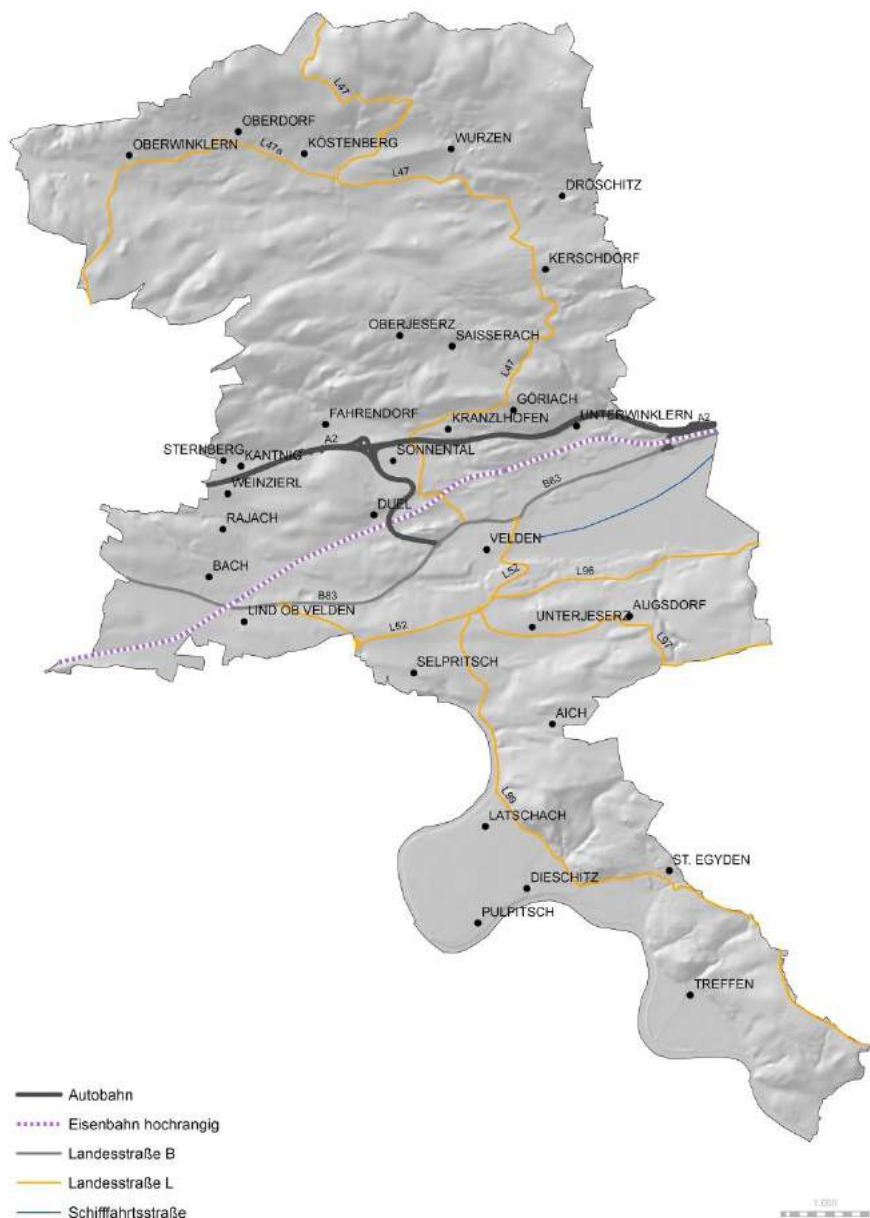 L47
OBERDORF
OBERWINKLERN
L47a
KÖSTENBERG
WURZEN
L47
DRÖSCHITZ
KERSCHDORF
OBERJESERZ
SAISSERACH
L47
GÖRIACH
FAHRENDORF
KRANZLHOFEN
UNTERWINKLERN
A2
A2
STERNBERG
KANTNIG
SONNENTAL
WEINZIERL
B83
RAJACH
DUEL
VELDEN
BACH
L52
L96
B83
LIND OB VELDEN
L52
UNTERJESERZ
AUGSDORF
L97
SELPRITSCH
AICH
L99
LATSCHACH
ST. EGYDEN
DIESCHITZ
PULPITSCH
TREFFEN
Autobahn
Eisenbahn hochrangig
Landesstraße B
Landesstraße L
Schifffahrtsstraße